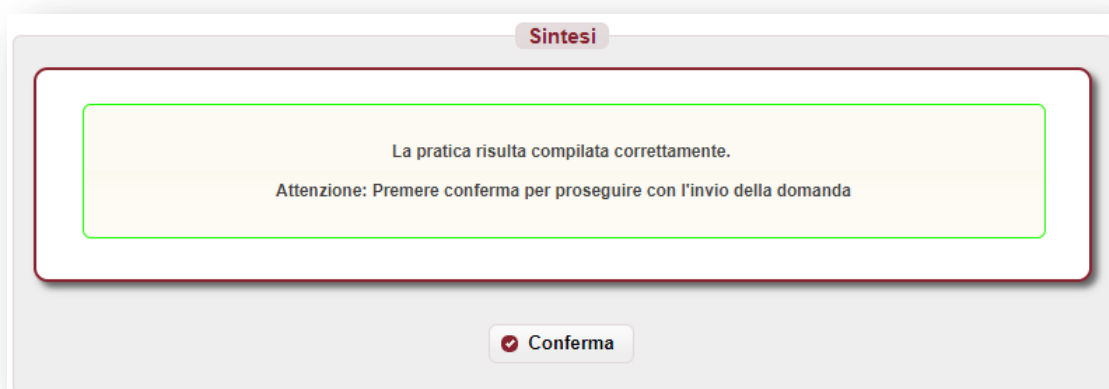 Sintesi
La pratica risulta compilata correttamente.
Attenzione: Premere conferma per proseguire con l'invio della domanda
Conferma